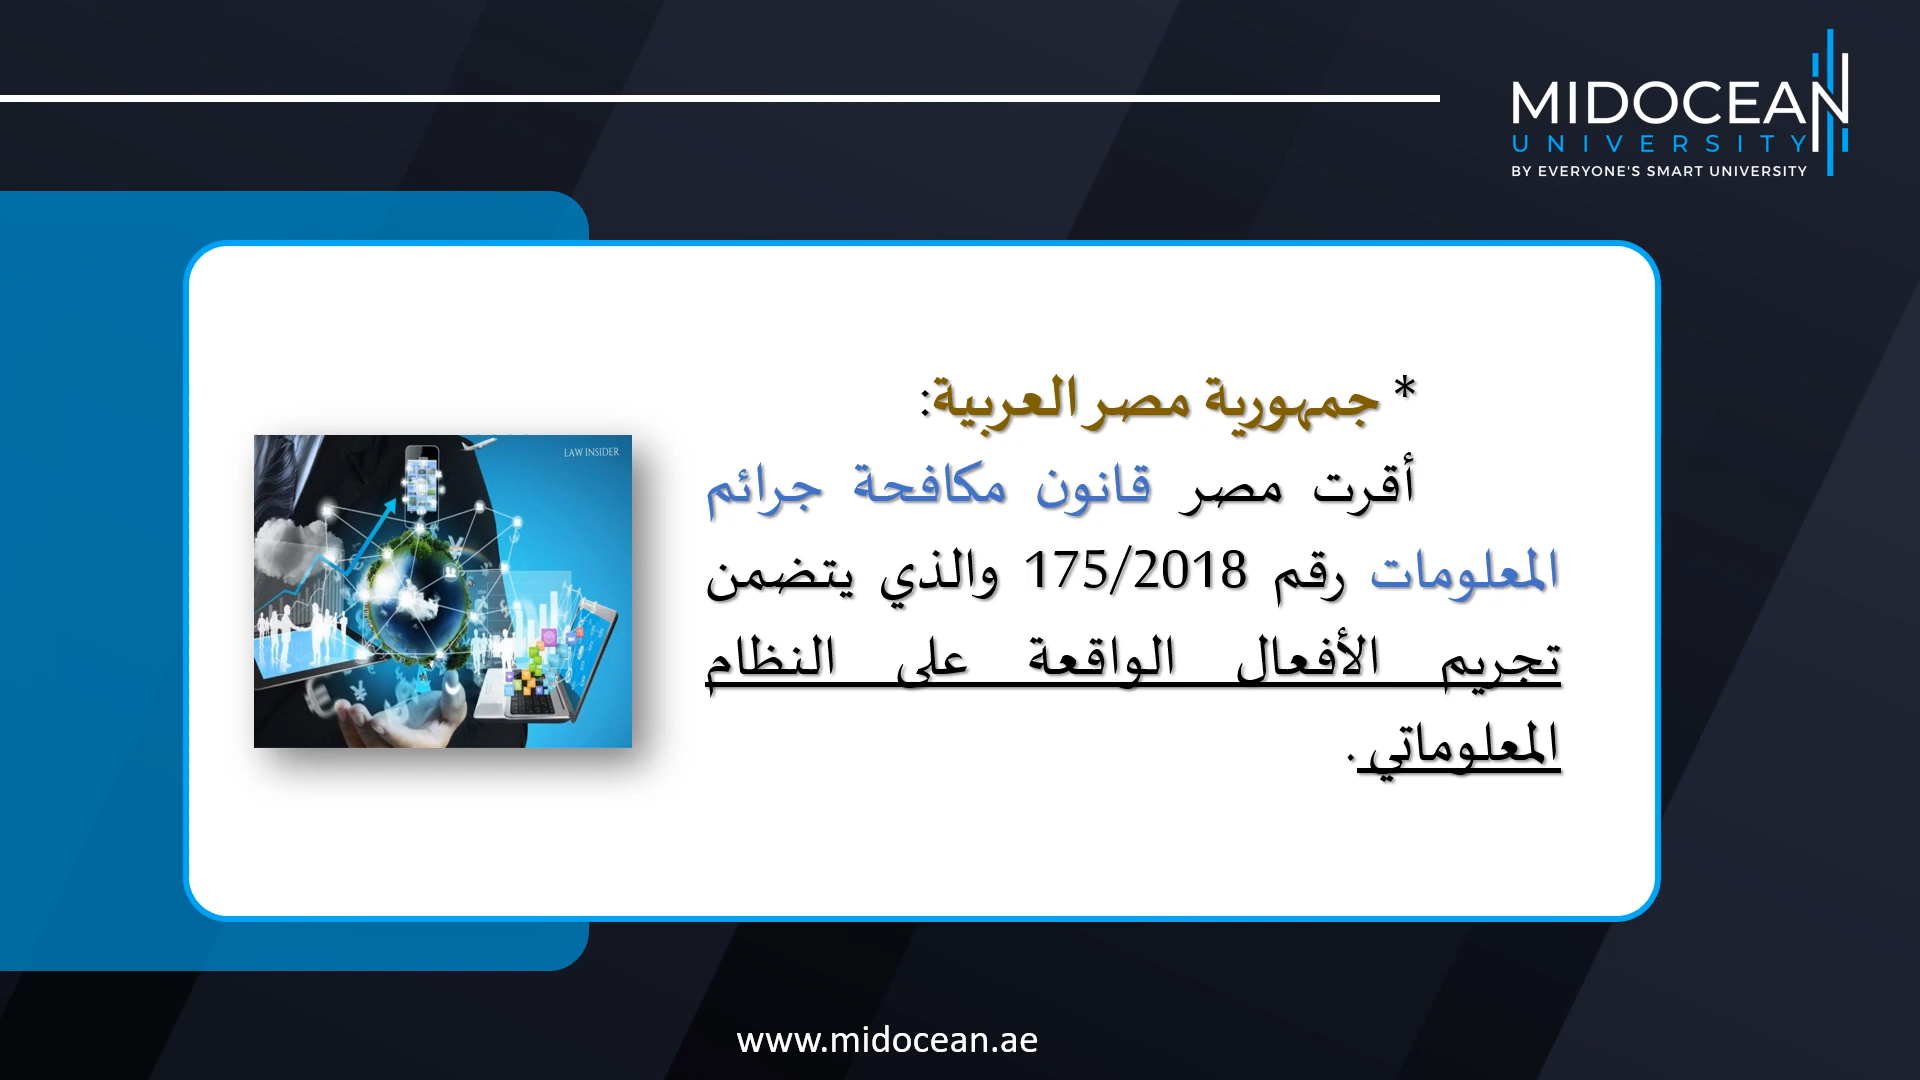 MIDOCEAN
UNIVERSITY
BY EVERYONE'S SMART UNIVERSITY
* جمهورية مصر العربية:
أقرت مصر قانون مكافحة جرائم
المعلومات رقم 175/2018 والذي يتضمن
تجريم الأفعال الواقعة على النظام
المعلوماتي .
LAW INSIDER
www.midocean.ae